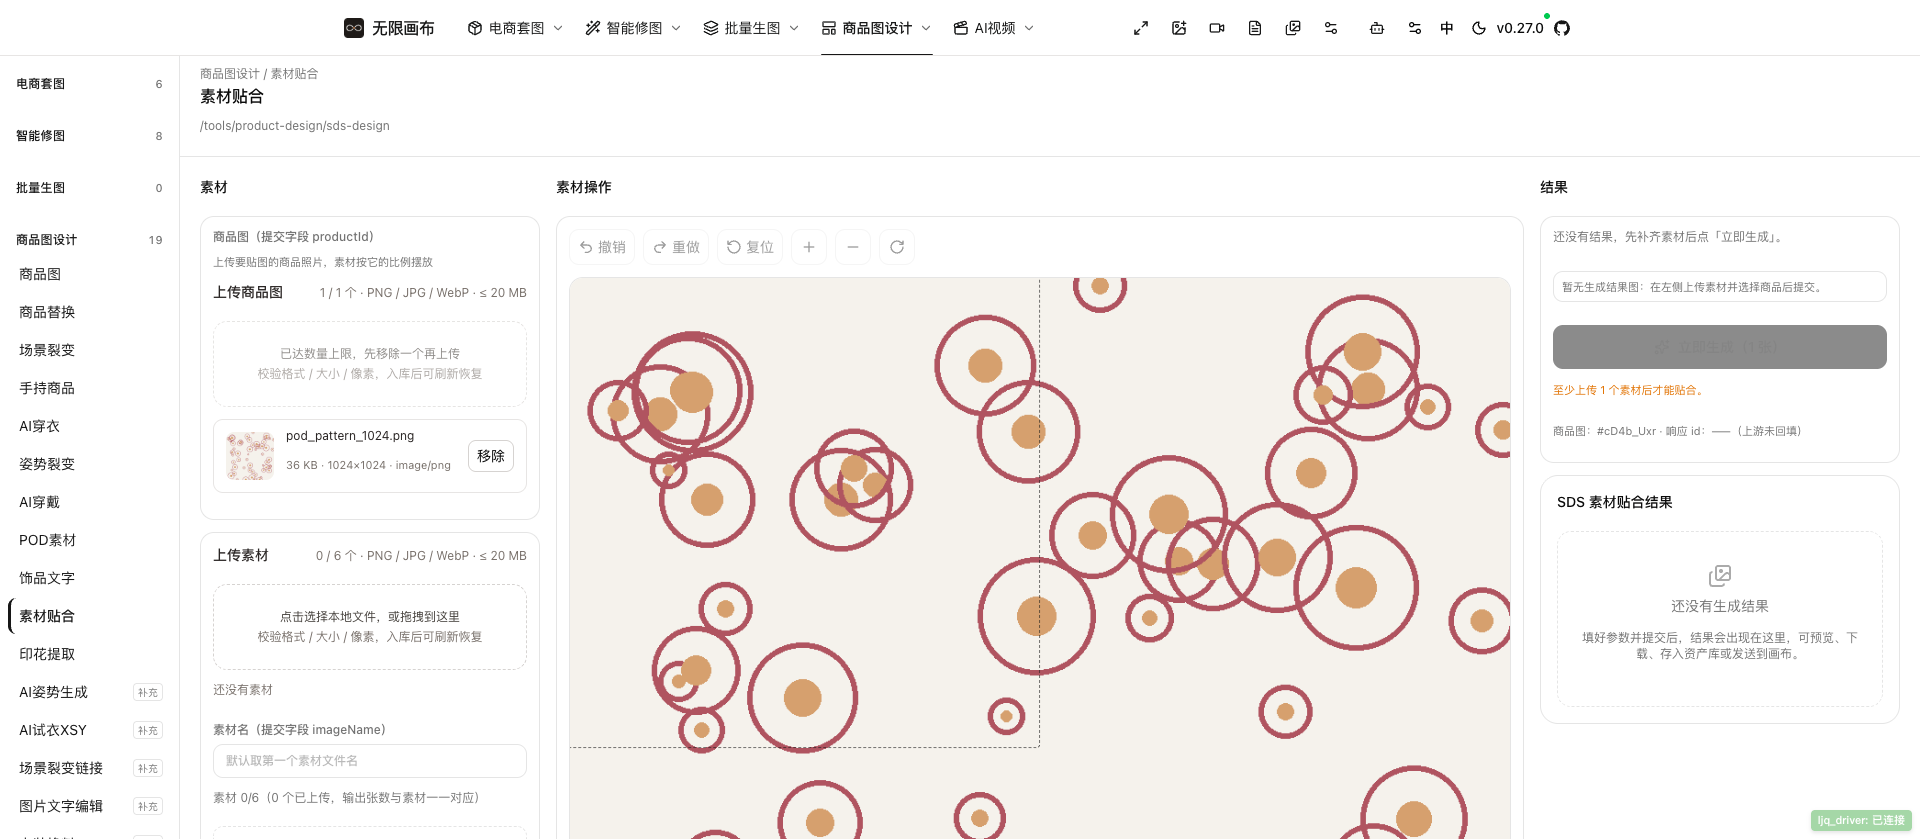 无限画布
电商套图
智能修图
批量生图
商品图设计
AI视频
中
v0.27.0
电商套图 6
智能修图 8
批量生图 0
商品图设计 19
商品图
商品替换
场景裂变
手持商品
AI穿衣
姿势裂变
AI穿戴
POD素材
饰品文字
素材贴合
印花提取
AI姿势生成 补充
AI试衣XSY 补充
场景裂变链接 补充
图片文字编辑 补充
商品图设计 / 素材贴合
素材贴合
/tools/product-design/sds-design
素材
商品图（提交字段 productId）
上传要贴图的商品照片，素材按它的比例摆放
上传商品图 1 / 1 个 · PNG / JPG / WebP · ≤ 20 MB
已达数量上限，先移除一个再上传
校验格式 / 大小 / 像素，入库后可刷新恢复
pod_pattern_1024.png
36 KB · 1024×1024 · image/png
移除
上传素材 0 / 6 个 · PNG / JPG / WebP · ≤ 20 MB
点击选择本地文件，或拖拽到这里
校验格式 / 大小 / 像素，入库后可刷新恢复
还没有素材
素材名（提交字段 imageName）
默认取第一个素材文件名
素材 0/6（0 个已上传，输出张数与素材一一对应）
素材操作
撤销
重做
复位
结果
还没有结果，先补齐素材后点「立即生成」。
暂无生成结果图：在左侧上传素材并选择商品后提交。
立即生成（1 张）
至少上传 1 个素材后才能贴合。
商品图：#cD4b_Uxr · 响应 id：——（上游未回填）
SDS 素材贴合结果
还没有生成结果
填好参数并提交后，结果会出现在这里，可预览、下
载、存入资产库或发送到画布。
ljq_driver: 已连接